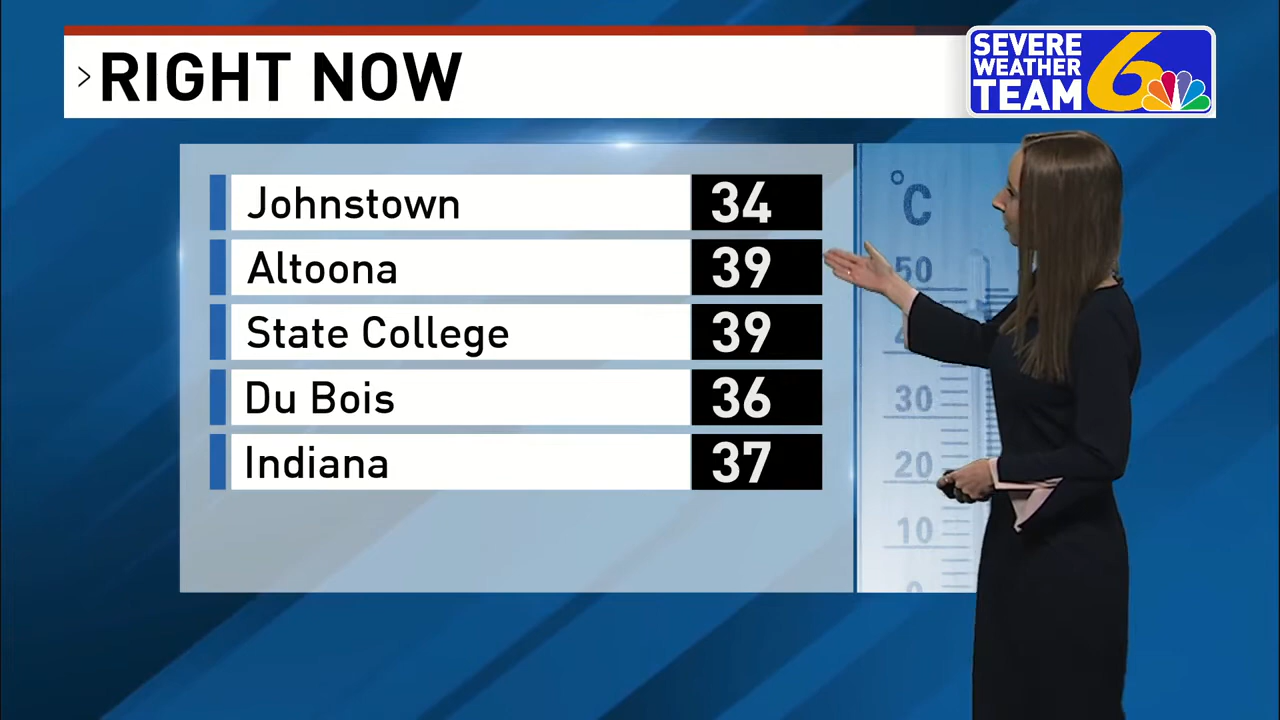 > RIGHT NOW
SEVERE
WEATHER
TEAM 6
Johnstown 34
Altoona 39
State College 39
Du Bois 36
Indiana 37
°C
50
30
20
10